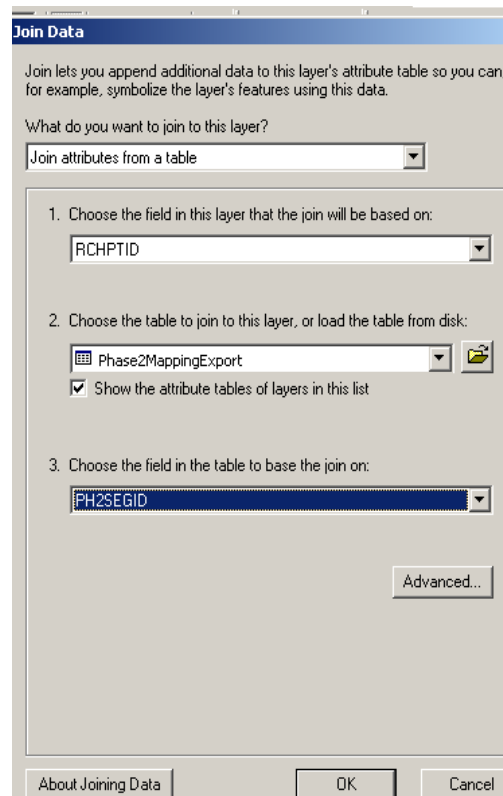 Join Data
Join lets you append additional data to this layer's attribute table so you can,
for example, symbolize the layer's features using this data.
What do you want to join to this layer?
Join attributes from a table
1. Choose the field in this layer that the join will be based on:
RCHPTID
2. Choose the table to join to this layer, or load the table from disk:
Phase2MappingExport
Show the attribute tables of layers in this list
3. Choose the field in the table to base the join on:
PH2SEGID
Advanced...
About Joining Data
OK
Cancel